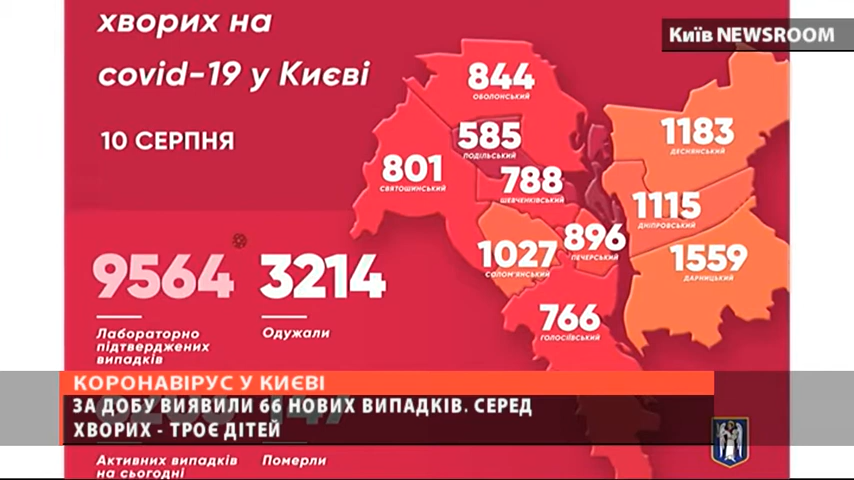 Київ NEWSROOM
хворих на
covid-19 у Києві
10 СЕРПНЯ
844
ОБОЛОНСЬКИЙ
585
ПОДІЛЬСЬКИЙ
1183
ДЕСНЯНСЬКИЙ
801
СВЯТОШИНСЬКИЙ
788
ШЕВЧЕНКІВСЬКИЙ
1115
ДНІПРОВСЬКИЙ
1027
СОЛОМ'ЯНСЬКИЙ
896
ПЕЧЕРСЬКИЙ
1559
ДАРНИЦЬКИЙ
766
ГОЛОСІЇВСЬКИЙ
9564
Лабораторно
підтверджених
випадків
3214
Одужали
КОРОНАВІРУС У КИЄВІ
ЗА ДОБУ ВИЯВИЛИ 66 НОВИХ ВИПАДКІВ. СЕРЕД
ХВОРИХ - ТРОЄ ДІТЕЙ
Активних випадків
на сьогодні
Померли